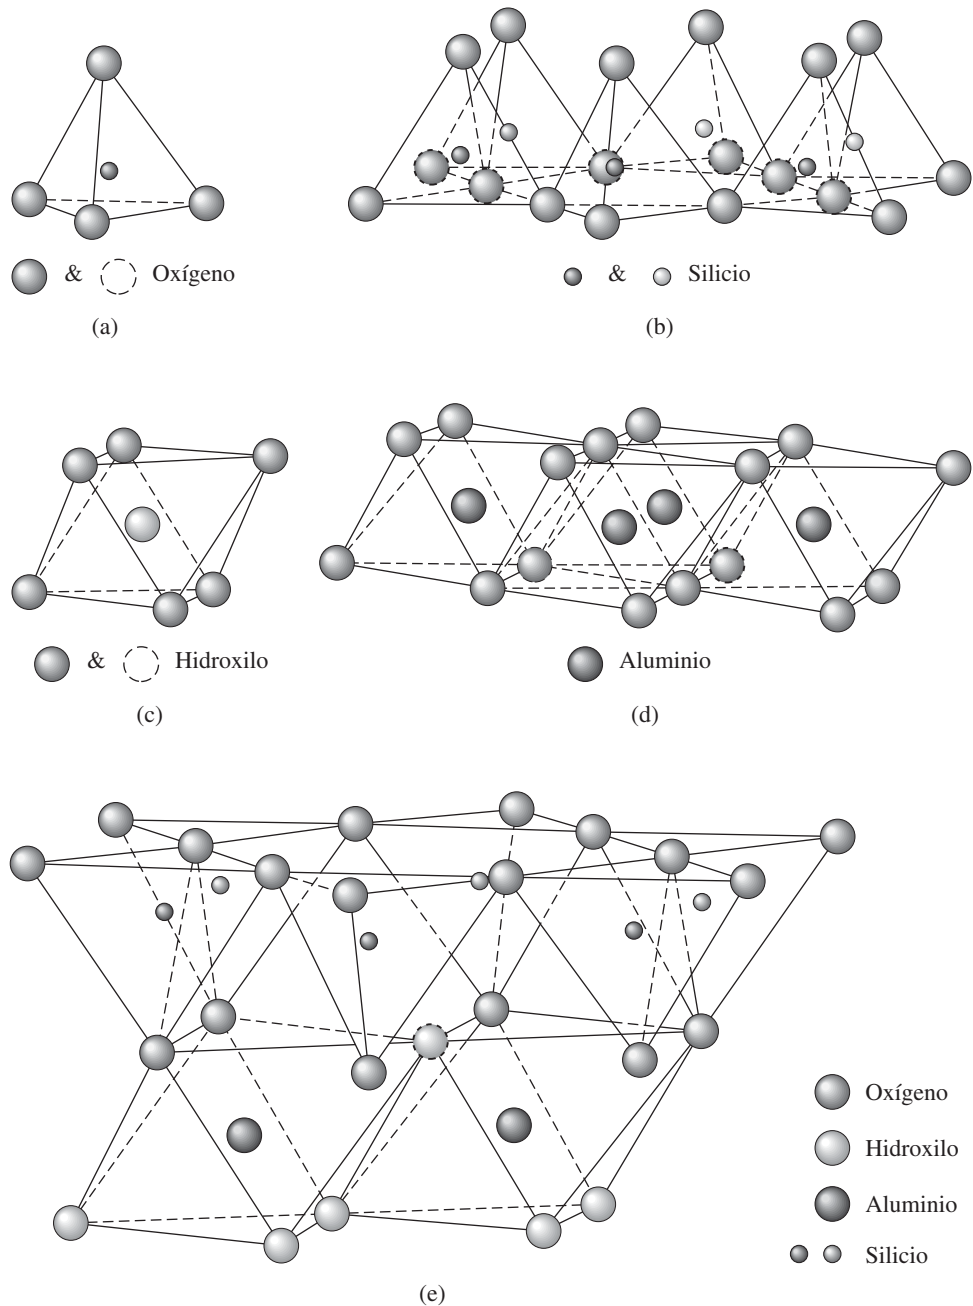 & Oxígeno
(a)
& Silicio
(b)
& Hidroxilo
(c)
Aluminio
(d)
Oxígeno
Hidroxilo
Aluminio
Silicio
(e)